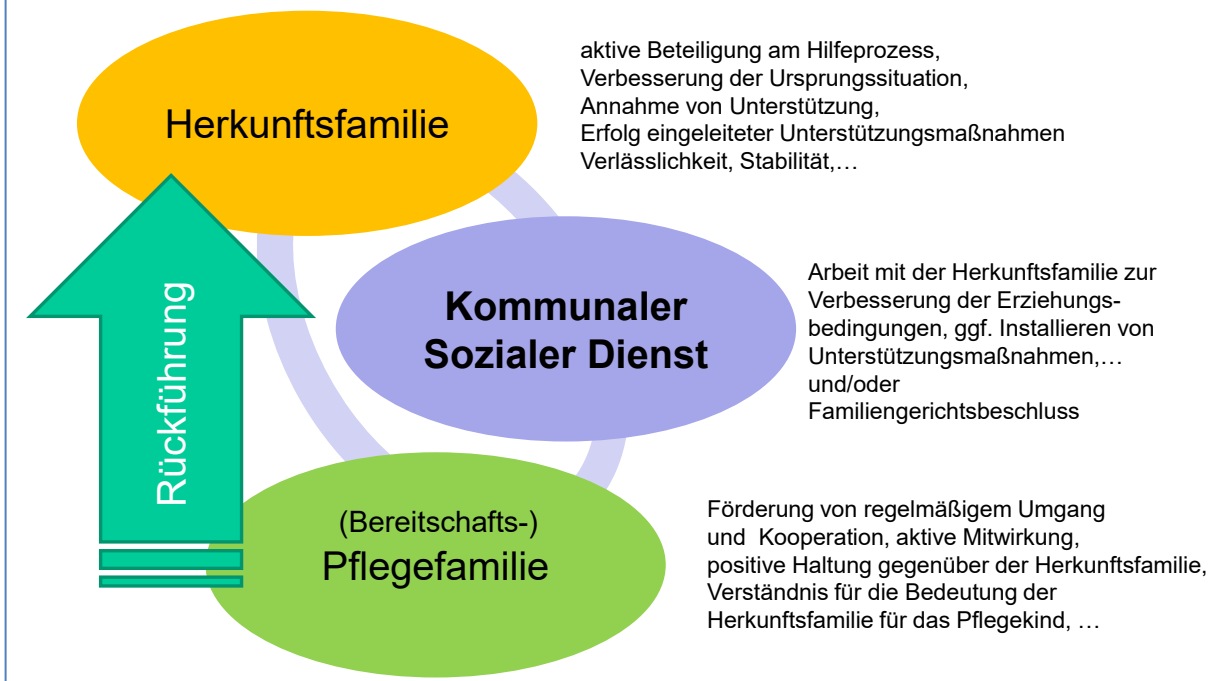 Herkunftsfamilie
aktive Beteiligung am Hilfeprozess,
Verbesserung der Ursprungssituation,
Annahme von Unterstützung,
Erfolg eingeleiteter Unterstützungsmaßnahmen
Verlässlichkeit, Stabilität,…
Rückführung
Kommunaler
Sozialer Dienst
Arbeit mit der Herkunftsfamilie zur
Verbesserung der Erziehungs-
bedingungen, ggf. Installieren von
Unterstützungsmaßnahmen,…
und/oder
Familiengerichtsbeschluss
(Bereitschafts-)
Pflegefamilie
Förderung von regelmäßigem Umgang
und  Kooperation, aktive Mitwirkung,
positive Haltung gegenüber der Herkunftsfamilie,
Verständnis für die Bedeutung der
Herkunftsfamilie für das Pflegekind, …